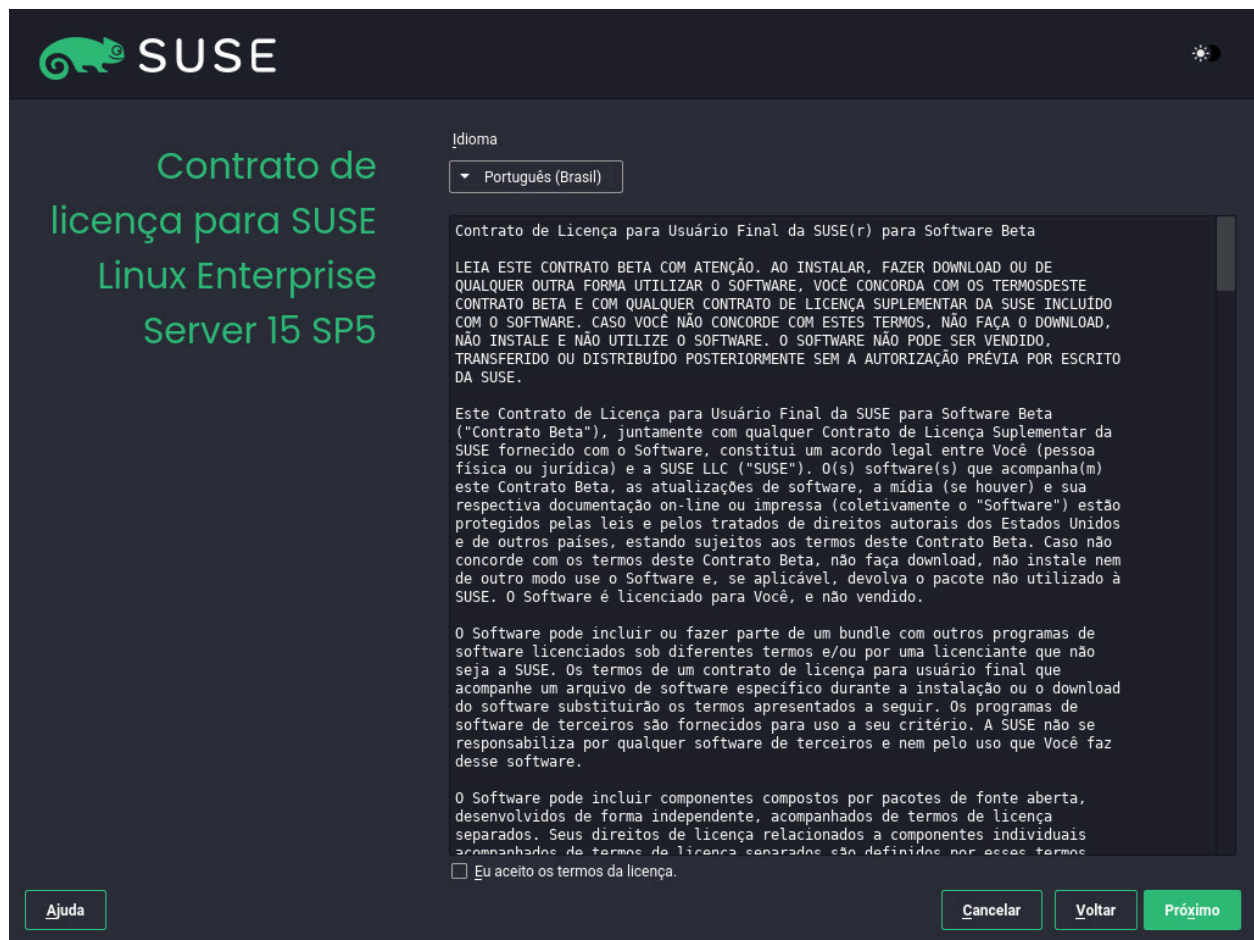 SUSE
Contrato de
licença para SUSE
Linux Enterprise
Server 15 SP5
Idioma
Português (Brasil)
Contrato de Licença para Usuário Final da SUSE(r) para Software Beta
LEIA ESTE CONTRATO BETA COM ATENÇÃO. AO INSTALAR, FAZER DOWNLOAD OU DE
QUALQUER OUTRA FORMA UTILIZAR O SOFTWARE, VOCÊ CONCORDA COM OS TERMOSDESTE
CONTRATO BETA E COM QUALQUER CONTRATO DE LICENÇA SUPLEMENTAR DA SUSE INCLUÍDO
COM O SOFTWARE. CASO VOCÊ NÃO CONCORDE COM ESTES TERMOS, NÃO FAÇA O DOWNLOAD,
NÃO INSTALE E NÃO UTILIZE O SOFTWARE. O SOFTWARE NÃO PODE SER VENDIDO,
TRANSFERIDO OU DISTRIBUÍDO POSTERIORMENTE SEM A AUTORIZAÇÃO PRÉVIA POR ESCRITO
DA SUSE.
Este Contrato de Licença para Usuário Final da SUSE para Software Beta
("Contrato Beta"), juntamente com qualquer Contrato de Licença Suplementar da
SUSE fornecido com o Software, constitui um acordo legal entre Você (pessoa
física ou jurídica) e a SUSE LLC ("SUSE"). O(s) software(s) que acompanha(m)
este Contrato Beta, as atualizações de software, a mídia (se houver) e sua
respectiva documentação on-line ou impressa (coletivamente o "Software") estão
protegidos pelas leis e pelos tratados de direitos autorais dos Estados Unidos
e de outros países, estando sujeitos aos termos deste Contrato Beta. Caso não
concorde com os termos deste Contrato Beta, não faça download, não instale nem
de outro modo use o Software e, se aplicável, devolva o pacote não utilizado à
SUSE. O Software é licenciado para Você, e não vendido.
O Software pode incluir ou fazer parte de um bundle com outros programas de
software licenciados sob diferentes termos e/ou por uma licenciante que não
seja a SUSE. Os termos de um contrato de licença para usuário final que
acompanhe um arquivo de software específico durante a instalação ou o download
do software substituirão os termos apresentados a seguir. Os programas de
software de terceiros são fornecidos para uso a seu critério. A SUSE não se
responsabiliza por qualquer software de terceiros e nem pelo uso que Você faz
desse software.
O Software pode incluir componentes compostos por pacotes de fonte aberta,
desenvolvidos de forma independente, acompanhados de termos de licença
separados. Seus direitos de licença relacionados a componentes individuais
acompanhados de termos de licença separados são definidos por esses termos
Eu aceito os termos da licença.
Ajuda
Cancelar
Voltar
Próximo